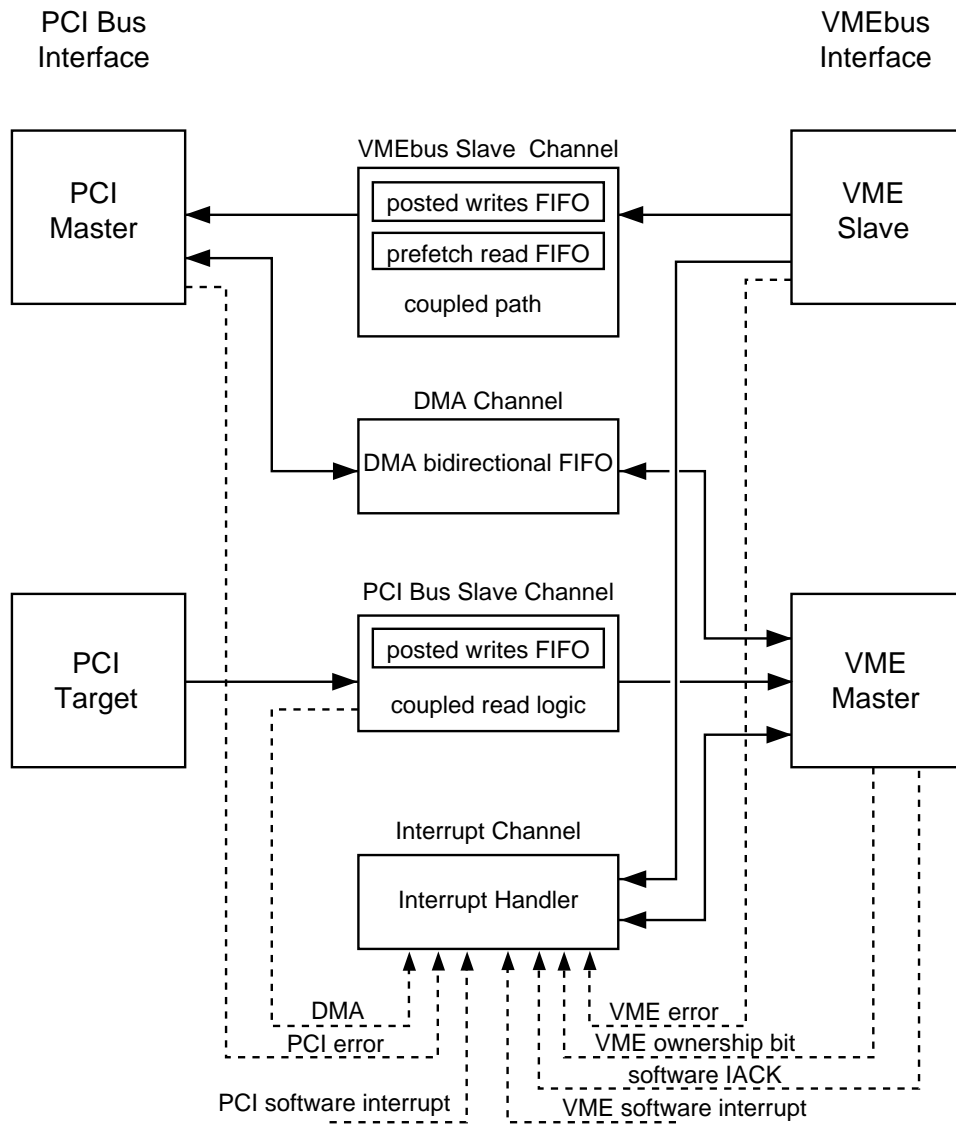 PCI Bus
Interface
VMEbus
Interface
PCI
Master
VMEbus Slave  Channel
posted writes FIFO
prefetch read FIFO
coupled path
VME
Slave
DMA Channel
DMA bidirectional FIFO
PCI
Target
PCI Bus Slave Channel
posted writes FIFO
coupled read logic
VME
Master
Interrupt Channel
Interrupt Handler
DMA
VME error
PCI error
VME ownership bit
software IACK
PCI software interrupt
VME software interrupt